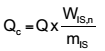 Qc = Q x WIS,n / mIS